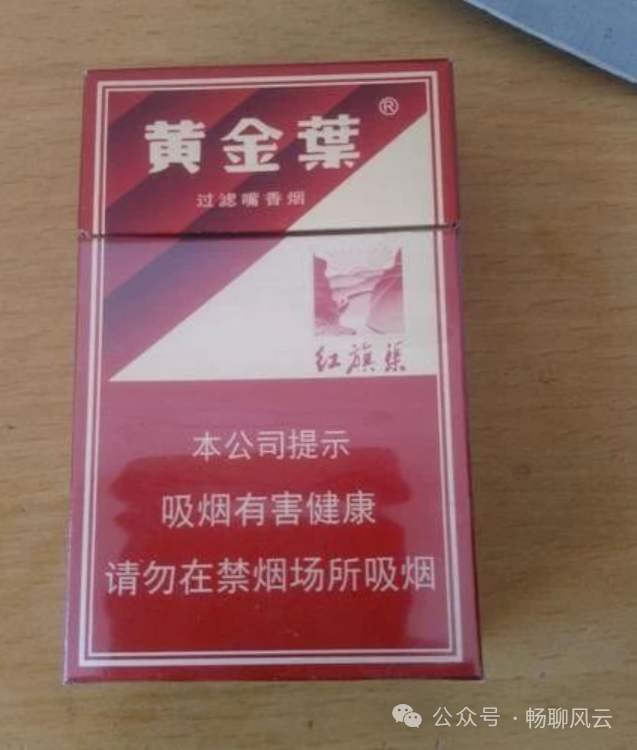 黄金葉®
过滤嘴香烟
红旗渠
本公司提示
吸烟有害健康
请勿在禁烟场所吸烟
公众号·畅聊风云